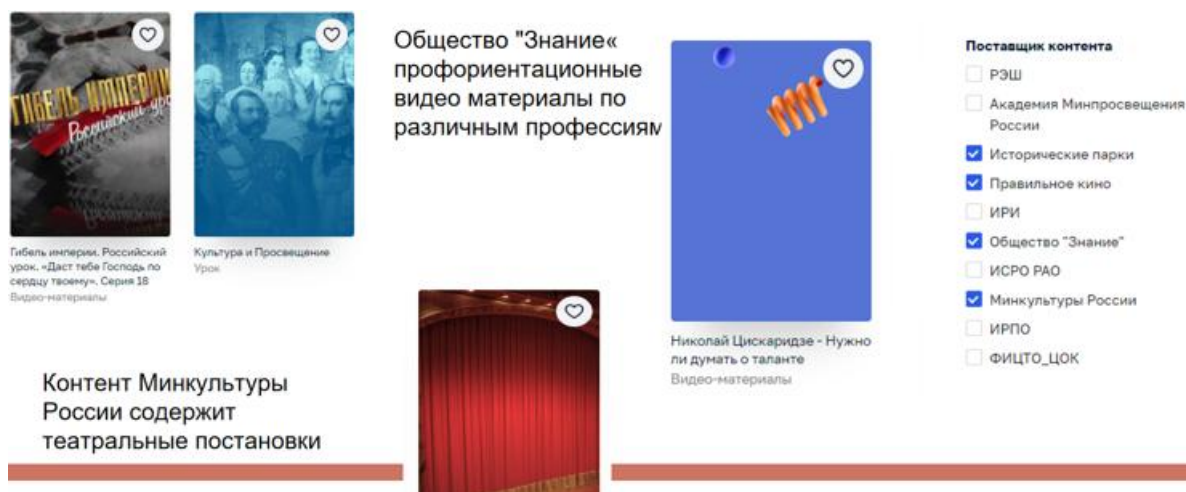 ГИБЕЛЬ ИМПЕРИИ
Российский урок
Гибель империи. Российский
урок. «Даст тебе Господь по
сердцу твоему». Серия 18
Видео-материалы
Культура и Просвещение
Урок
Общество "Знание«
профориентационные
видео материалы по
различным профессиям
Николай Цискаридзе - Нужно
ли думать о таланте
Видео-материалы
Поставщик контента
РЭШ
Академия Минпросвещения
России
Исторические парки
Правильное кино
ИРИ
Общество "Знание"
ИСРО РАО
Минкультуры России
ИРПО
ФИЦТО_ЦОК
Контент Минкультуры
России содержит
театральные постановки